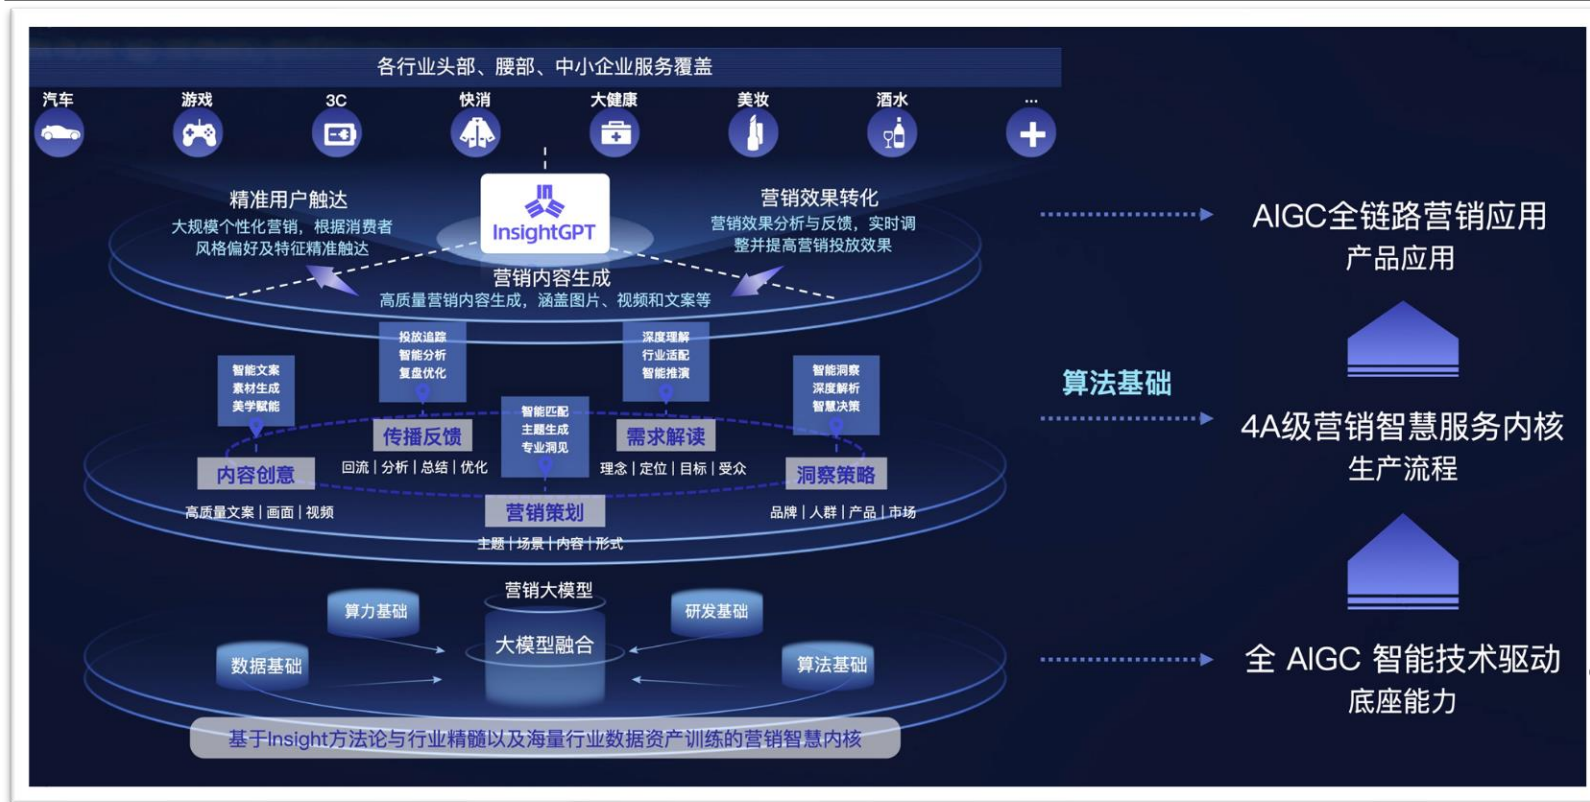 各行业头部、腰部、中小企业服务覆盖
汽车
游戏
3C
快消
大健康
美妆
酒水
...
精准用户触达
大规模个性化营销，根据消费者
风格偏好及特征精准触达
InsightGPT
营销效果转化
营销效果分析与反馈，实时调
整并提高营销投放效果
营销内容生成
高质量营销内容生成，涵盖图片、视频和文案等
AIGC全链路营销应用
产品应用
投放追踪
智能分析
复盘优化
深度理解
行业适配
智能推演
智能文案
素材生成
美学赋能
智能匹配
主题生成
专业洞见
智能洞察
深度解析
智慧决策
算法基础
传播反馈
回流|分析|总结|优化
需求解读
理念|定位|目标|受众
内容创意
高质量文案|画面|视频
营销策划
主题|场景|内容|形式
洞察策略
品牌|人群|产品|市场
4A级营销智慧服务内核
生产流程
营销大模型
算力基础
研发基础
大模型融合
数据基础
算法基础
基于Insight方法论与行业精髓以及海量行业数据资产训练的营销智慧内核
全 AIGC 智能技术驱动
底座能力